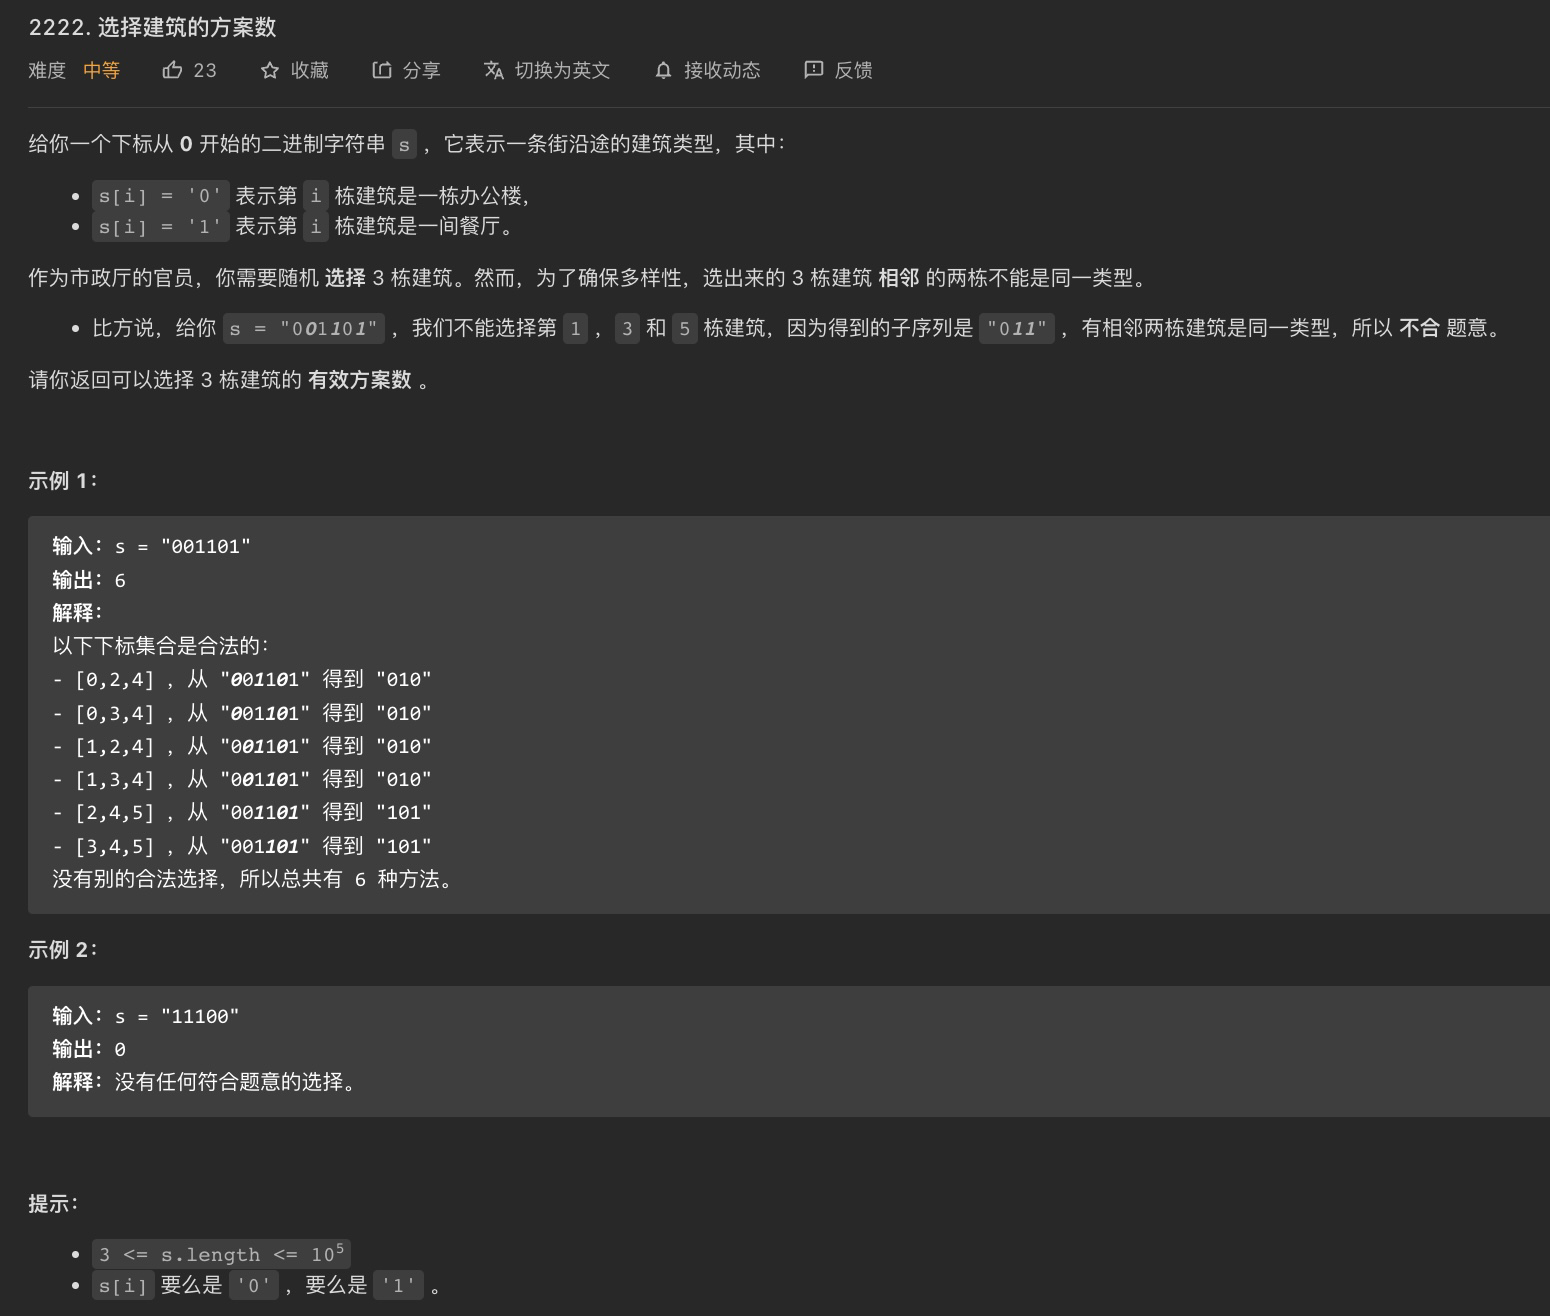 2222. 选择建筑的方案数
难度 中等 23 收藏 分享 切换为英文 接收动态 反馈
给你一个下标从 0 开始的二进制字符串 s ，它表示一条街沿途的建筑类型，其中：
• s[i] = '0' 表示第 i 栋建筑是一栋办公楼，
• s[i] = '1' 表示第 i 栋建筑是一间餐厅。
作为市政厅的官员，你需要随机 选择 3 栋建筑。然而，为了确保多样性，选出来的 3 栋建筑 相邻 的两栋不能是同一类型。
• 比方说，给你 s = "001101" ，我们不能选择第 1 ， 3 和 5 栋建筑，因为得到的子序列是 "011" ，有相邻两栋建筑是同一类型，所以 不合 题意。
请你返回可以选择 3 栋建筑的 有效方案数 。
示例 1：
输入：s = "001101"
输出：6
解释：
以下下标集合是合法的：
- [0,2,4] ，从 "001101" 得到 "010"
- [0,3,4] ，从 "001101" 得到 "010"
- [1,2,4] ，从 "001101" 得到 "010"
- [1,3,4] ，从 "001101" 得到 "010"
- [2,4,5] ，从 "001101" 得到 "101"
- [3,4,5] ，从 "001101" 得到 "101"
没有别的合法选择，所以总共有 6 种方法。
示例 2：
输入：s = "11100"
输出：0
解释：没有任何符合题意的选择。
提示：
• 3 <= s.length <= 10⁵
• s[i] 要么是 '0' ，要么是 '1' 。